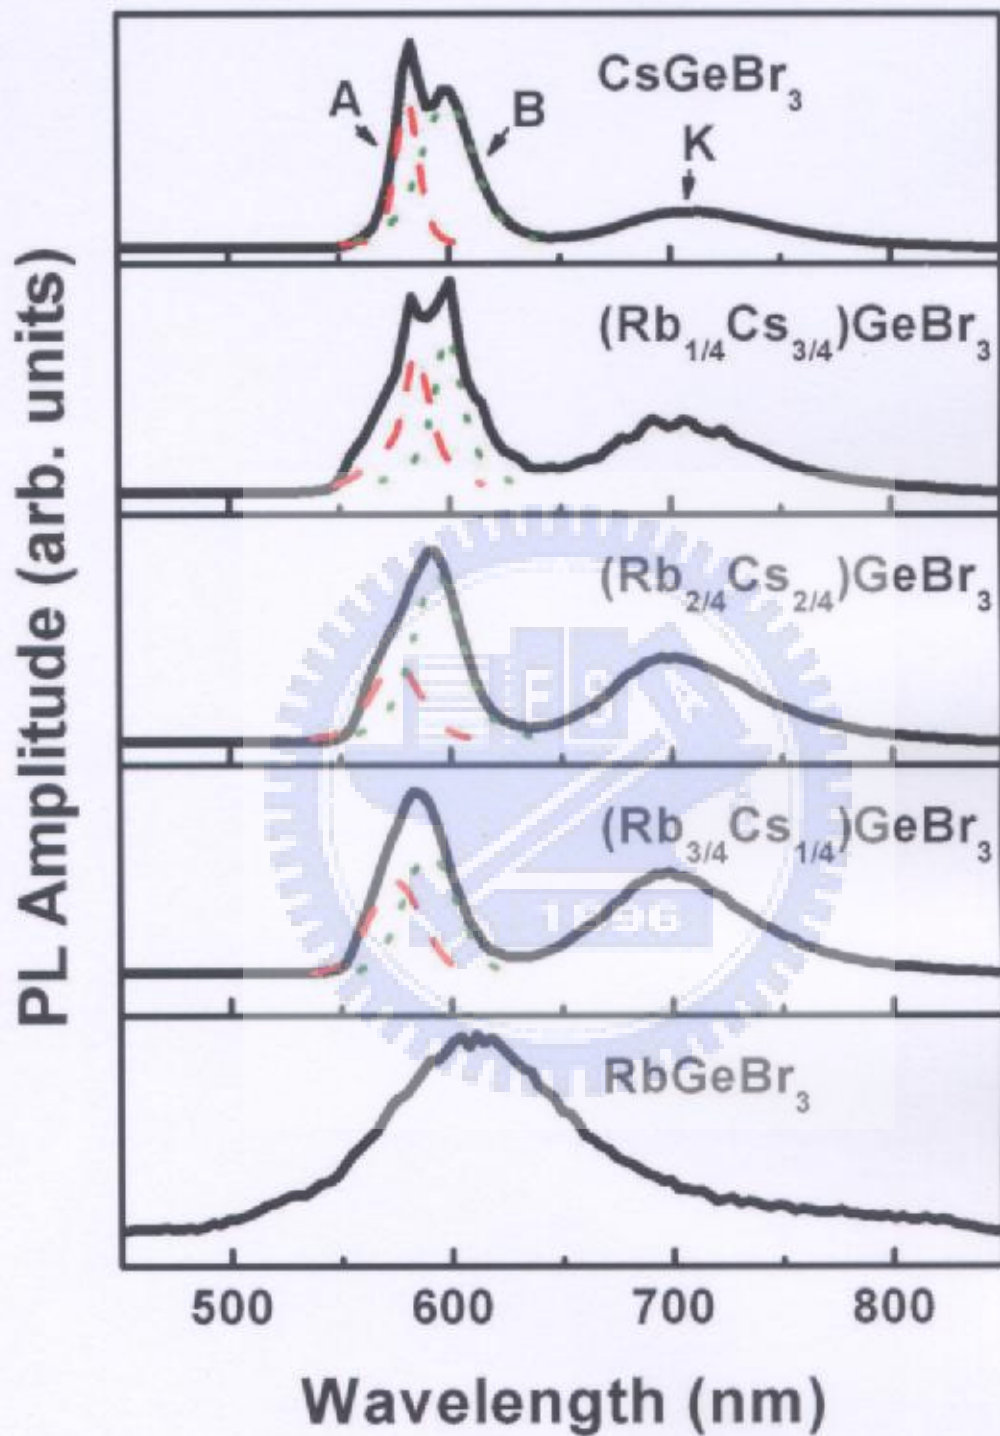 PL Amplitude (arb. units)
A
B
K
CsGeBr3
(Rb1/4Cs3/4)GeBr3
(Rb2/4Cs2/4)GeBr3
(Rb3/4Cs1/4)GeBr3
1896
RbGeBr3
500 600 700 800
Wavelength (nm)